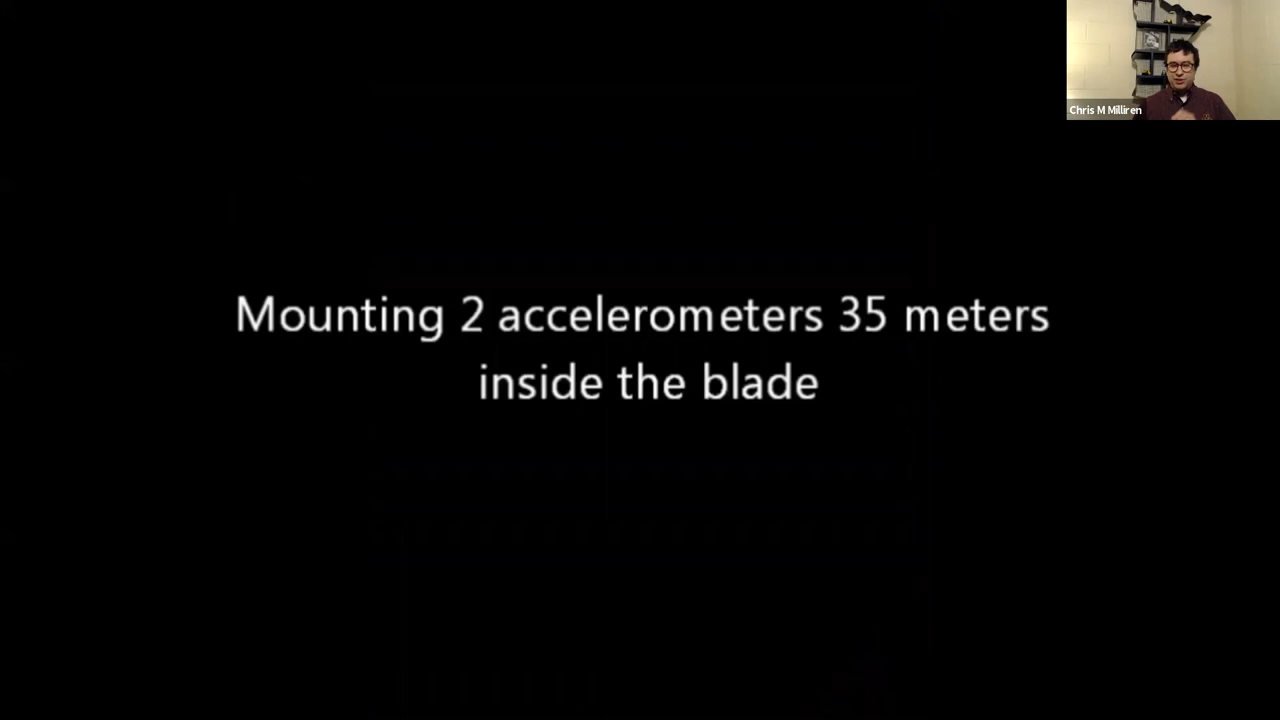 Chris M Milliren
Mounting 2 accelerometers 35 meters
inside the blade